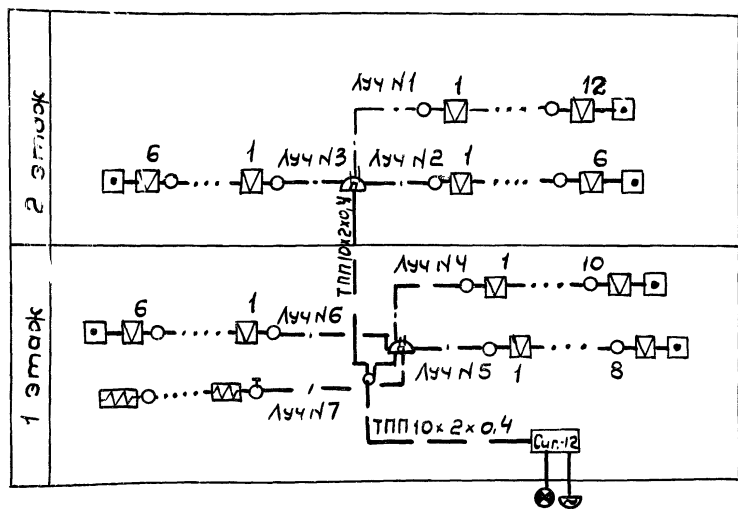 2 этаж
Луч N1
1
12
6
1
Луч N3
Луч N2
1
6
ТПП 10х2х0,4
1 этаж
Луч N4
1
10
6
1
Луч N6
Луч N5
1
8
Луч N7
ТПП 10х2х0,4
Сиг.-12